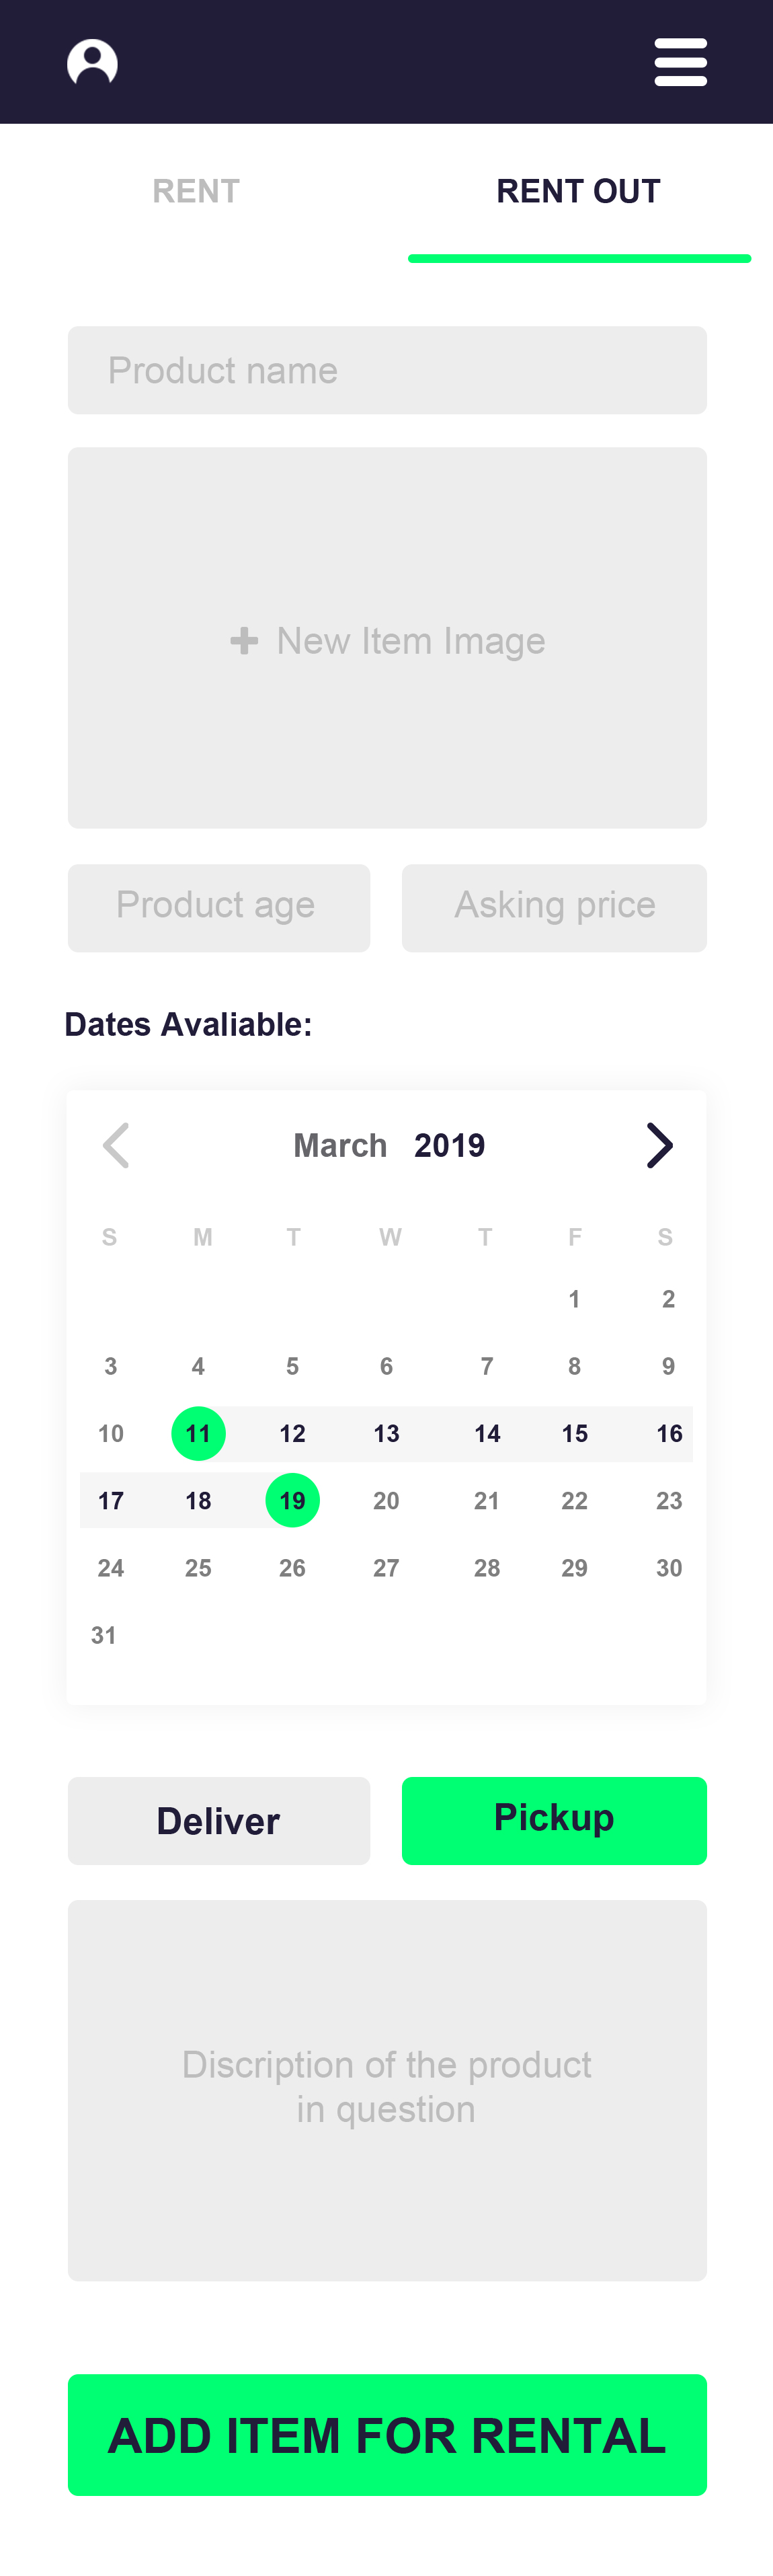 RENT RENT OUT
Product name
New Item Image
Product age Asking price
Dates Avaliable:
March 2019
S M T W T F S
1 2
3 4 5 6 7 8 9
10 11 12 13 14 15 16
17 18 19 20 21 22 23
24 25 26 27 28 29 30
31
Deliver Pickup
Discription of the product
in question
ADD ITEM FOR RENTAL